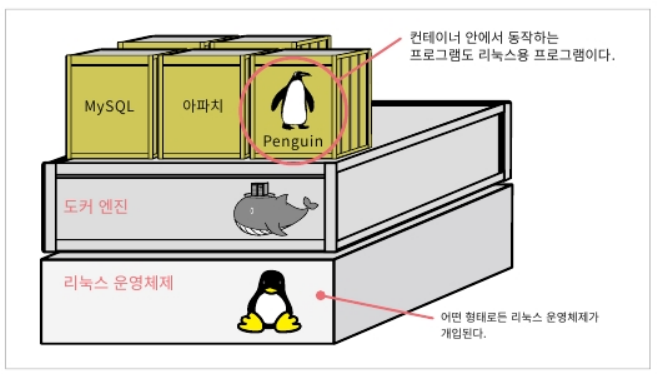 컨테이너 안에서 동작하는
프로그램도 리눅스용 프로그램이다.
MySQL
아파치
Penguin
도커 엔진
리눅스 운영체제
어떤 형태로든 리눅스 운영체제가
개입된다.